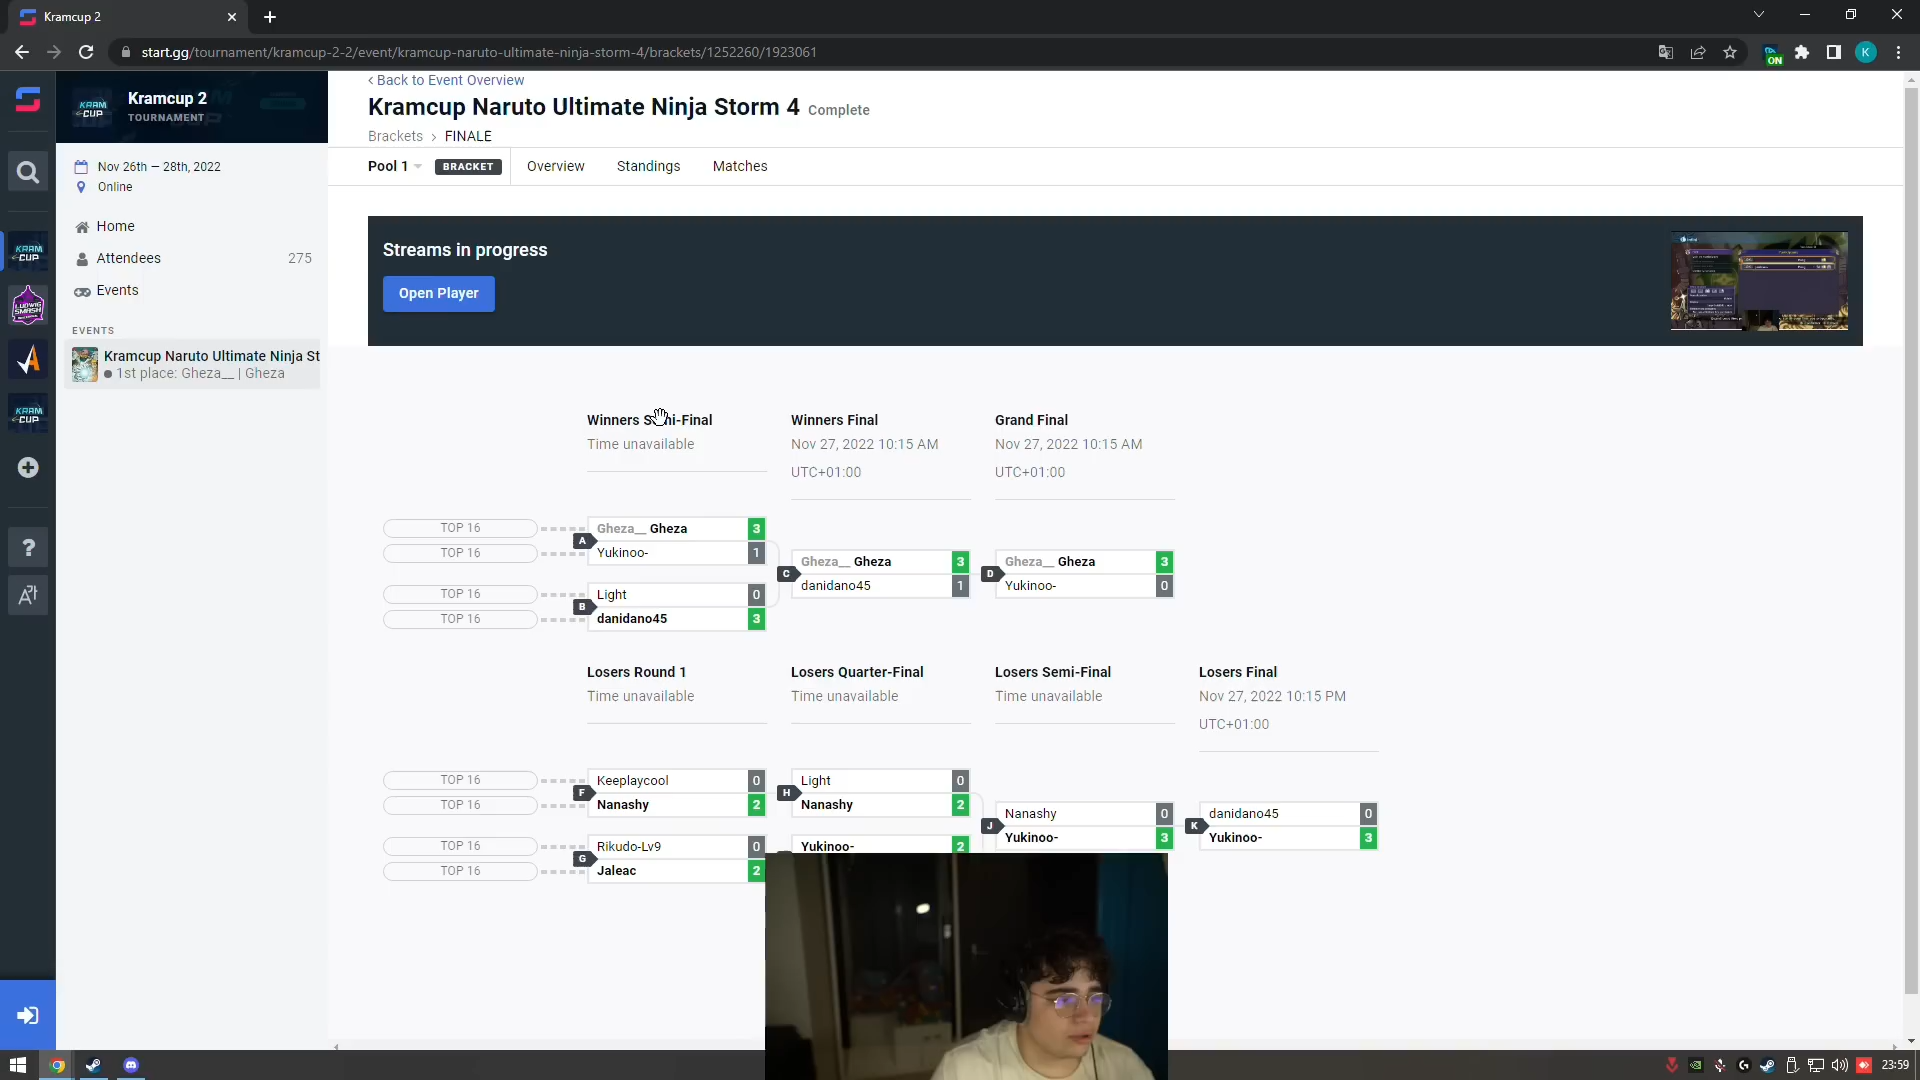 Kramcup 2
start.gg/tournament/kramcup-2-2/event/kramcup-naruto-ultimate-ninja-storm-4/brackets/1252260/1923061
ON
K
KRAM CUP
Kramcup 2
TOURNAMENT
Nov 26th — 28th, 2022
Online
Home
Attendees 275
Events
EVENTS
Kramcup Naruto Ultimate Ninja St
1st place: Gheza__ | Gheza
KRAM CUP
LUDWIG SMASH
KRAM CUP
?
‹ Back to Event Overview
Kramcup Naruto Ultimate Ninja Storm 4 Complete
Brackets › FINALE
Pool 1 BRACKET Overview Standings Matches
Streams in progress
Open Player
Winners Semi-Final
Time unavailable
Winners Final
Nov 27, 2022 10:15 AM
UTC+01:00
Grand Final
Nov 27, 2022 10:15 AM
UTC+01:00
TOP 16
TOP 16
A
Gheza__ Gheza 3
Yukinoo- 1
TOP 16
TOP 16
B
Light 0
danidano45 3
C
Gheza__ Gheza 3
danidano45 1
D
Gheza__ Gheza 3
Yukinoo- 0
Losers Round 1
Time unavailable
Losers Quarter-Final
Time unavailable
Losers Semi-Final
Time unavailable
Losers Final
Nov 27, 2022 10:15 PM
UTC+01:00
TOP 16
TOP 16
F
Keeplaycool 0
Nanashy 2
TOP 16
TOP 16
G
Rikudo-Lv9 0
Jaleac 2
H
Light 0
Nanashy 2
Yukinoo- 2
J
Nanashy 0
Yukinoo- 3
K
danidano45 0
Yukinoo- 3
23:59